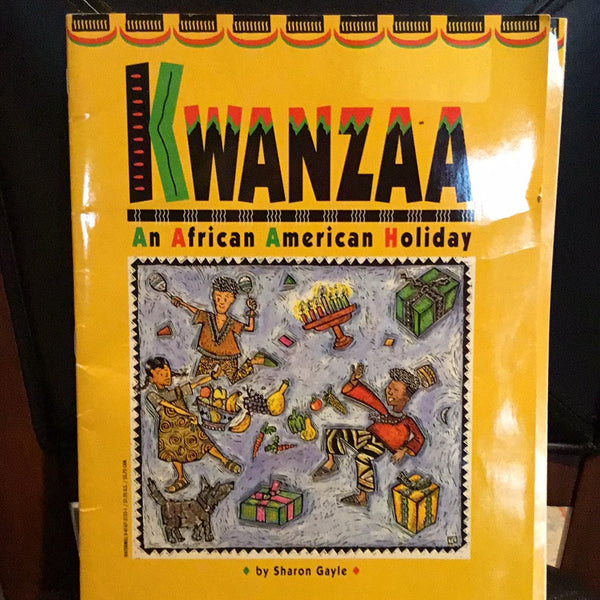 KWANZAA
An African American Holiday
by Sharon Gayle